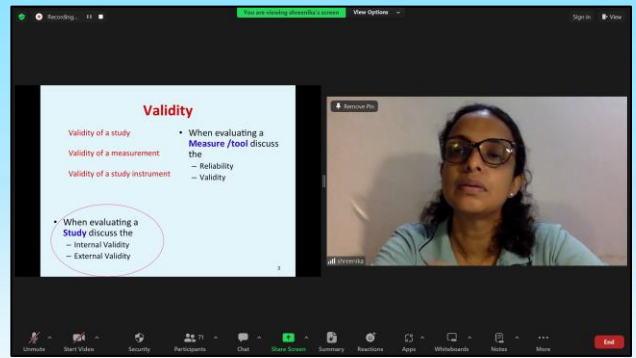 Recording...
You are viewing shreenika's screen
View Options
Sign in
View
Validity
Validity of a study
Validity of a measurement
Validity of a study instrument
• When evaluating a
Measure /tool discuss
the
– Reliability
– Validity
• When evaluating a
Study discuss the
– Internal Validity
– External Validity
3
Remove Pin
shreenika
Unmute
Start Video
Security
Participants
71
Chat
Share Screen
Summary
Reactions
Apps
Whiteboards
Notes
More
End